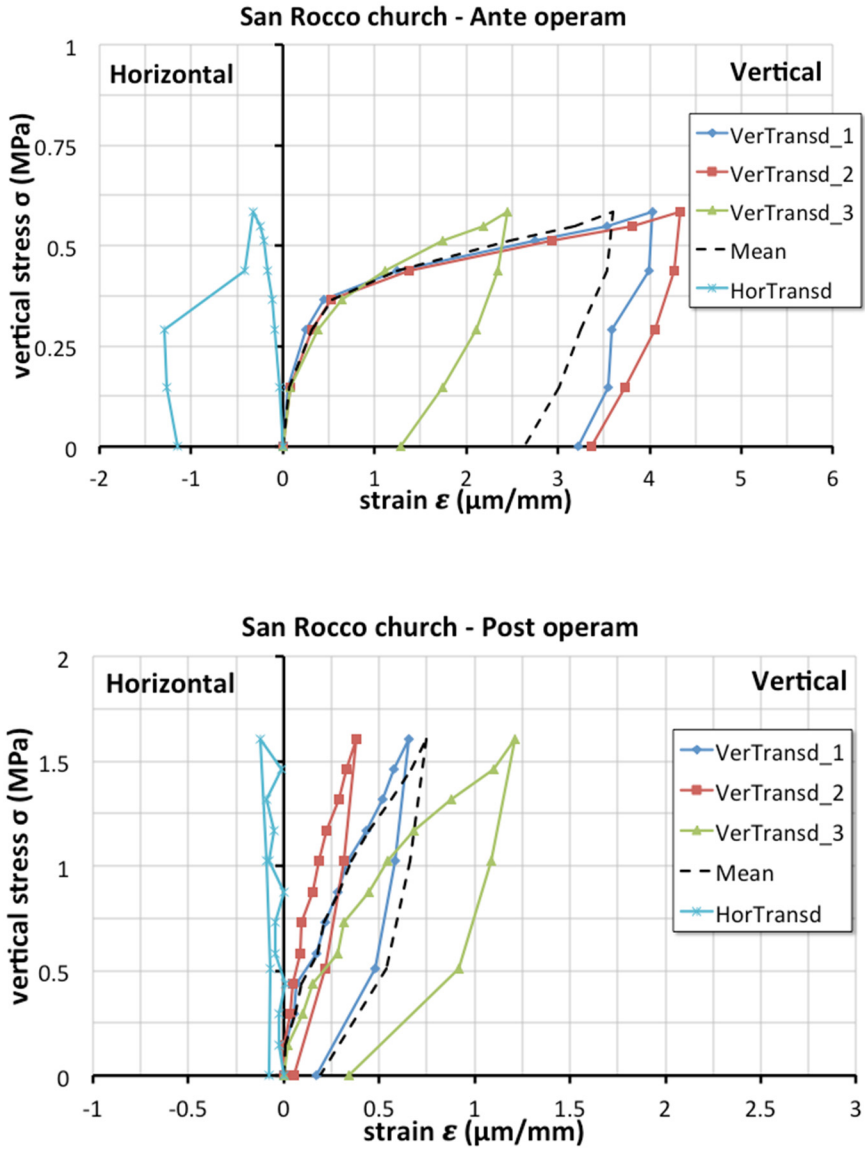 San Rocco church - Ante operam
Horizontal
Vertical
vertical stress σ (MPa)
1
0.75
0.5
0.25
0
VerTransd_1
VerTransd_2
VerTransd_3
Mean
HorTransd
-2 -1 0 1 2 3 4 5 6
strain ε (μm/mm)
San Rocco church - Post operam
Horizontal
Vertical
vertical stress σ (MPa)
2
1.5
1
0.5
0
VerTransd_1
VerTransd_2
VerTransd_3
Mean
HorTransd
-1 -0.5 0 0.5 1 1.5 2 2.5 3
strain ε (μm/mm)